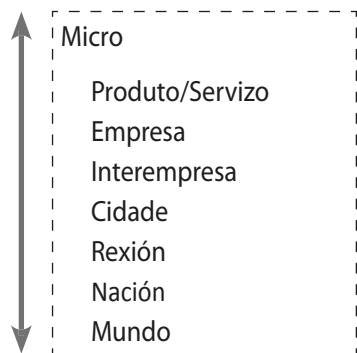 Micro
Produto/Servizo
Empresa
Interempresa
Cidade
Rexión
Nación
Mundo